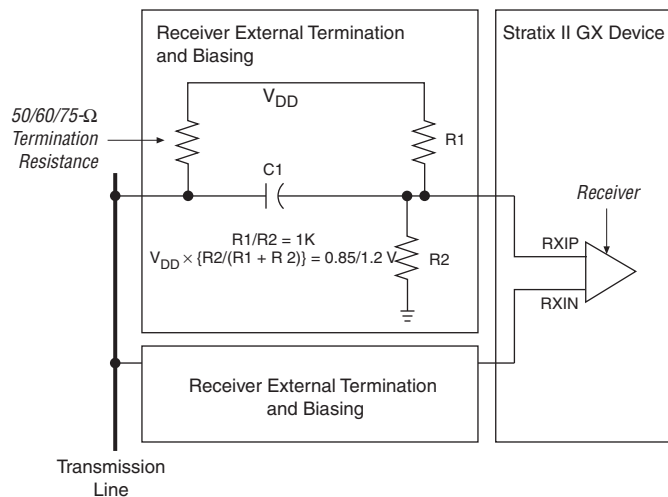 Receiver External Termination
and Biasing
Stratix II GX Device
V_DD
50/60/75-Ω
Termination
Resistance
R1
C1
Receiver
R1/R2 = 1K
V_DD × {R2/(R1 + R 2)} = 0.85/1.2 V
R2
RXIP
RXIN
Receiver External Termination
and Biasing
Transmission
Line